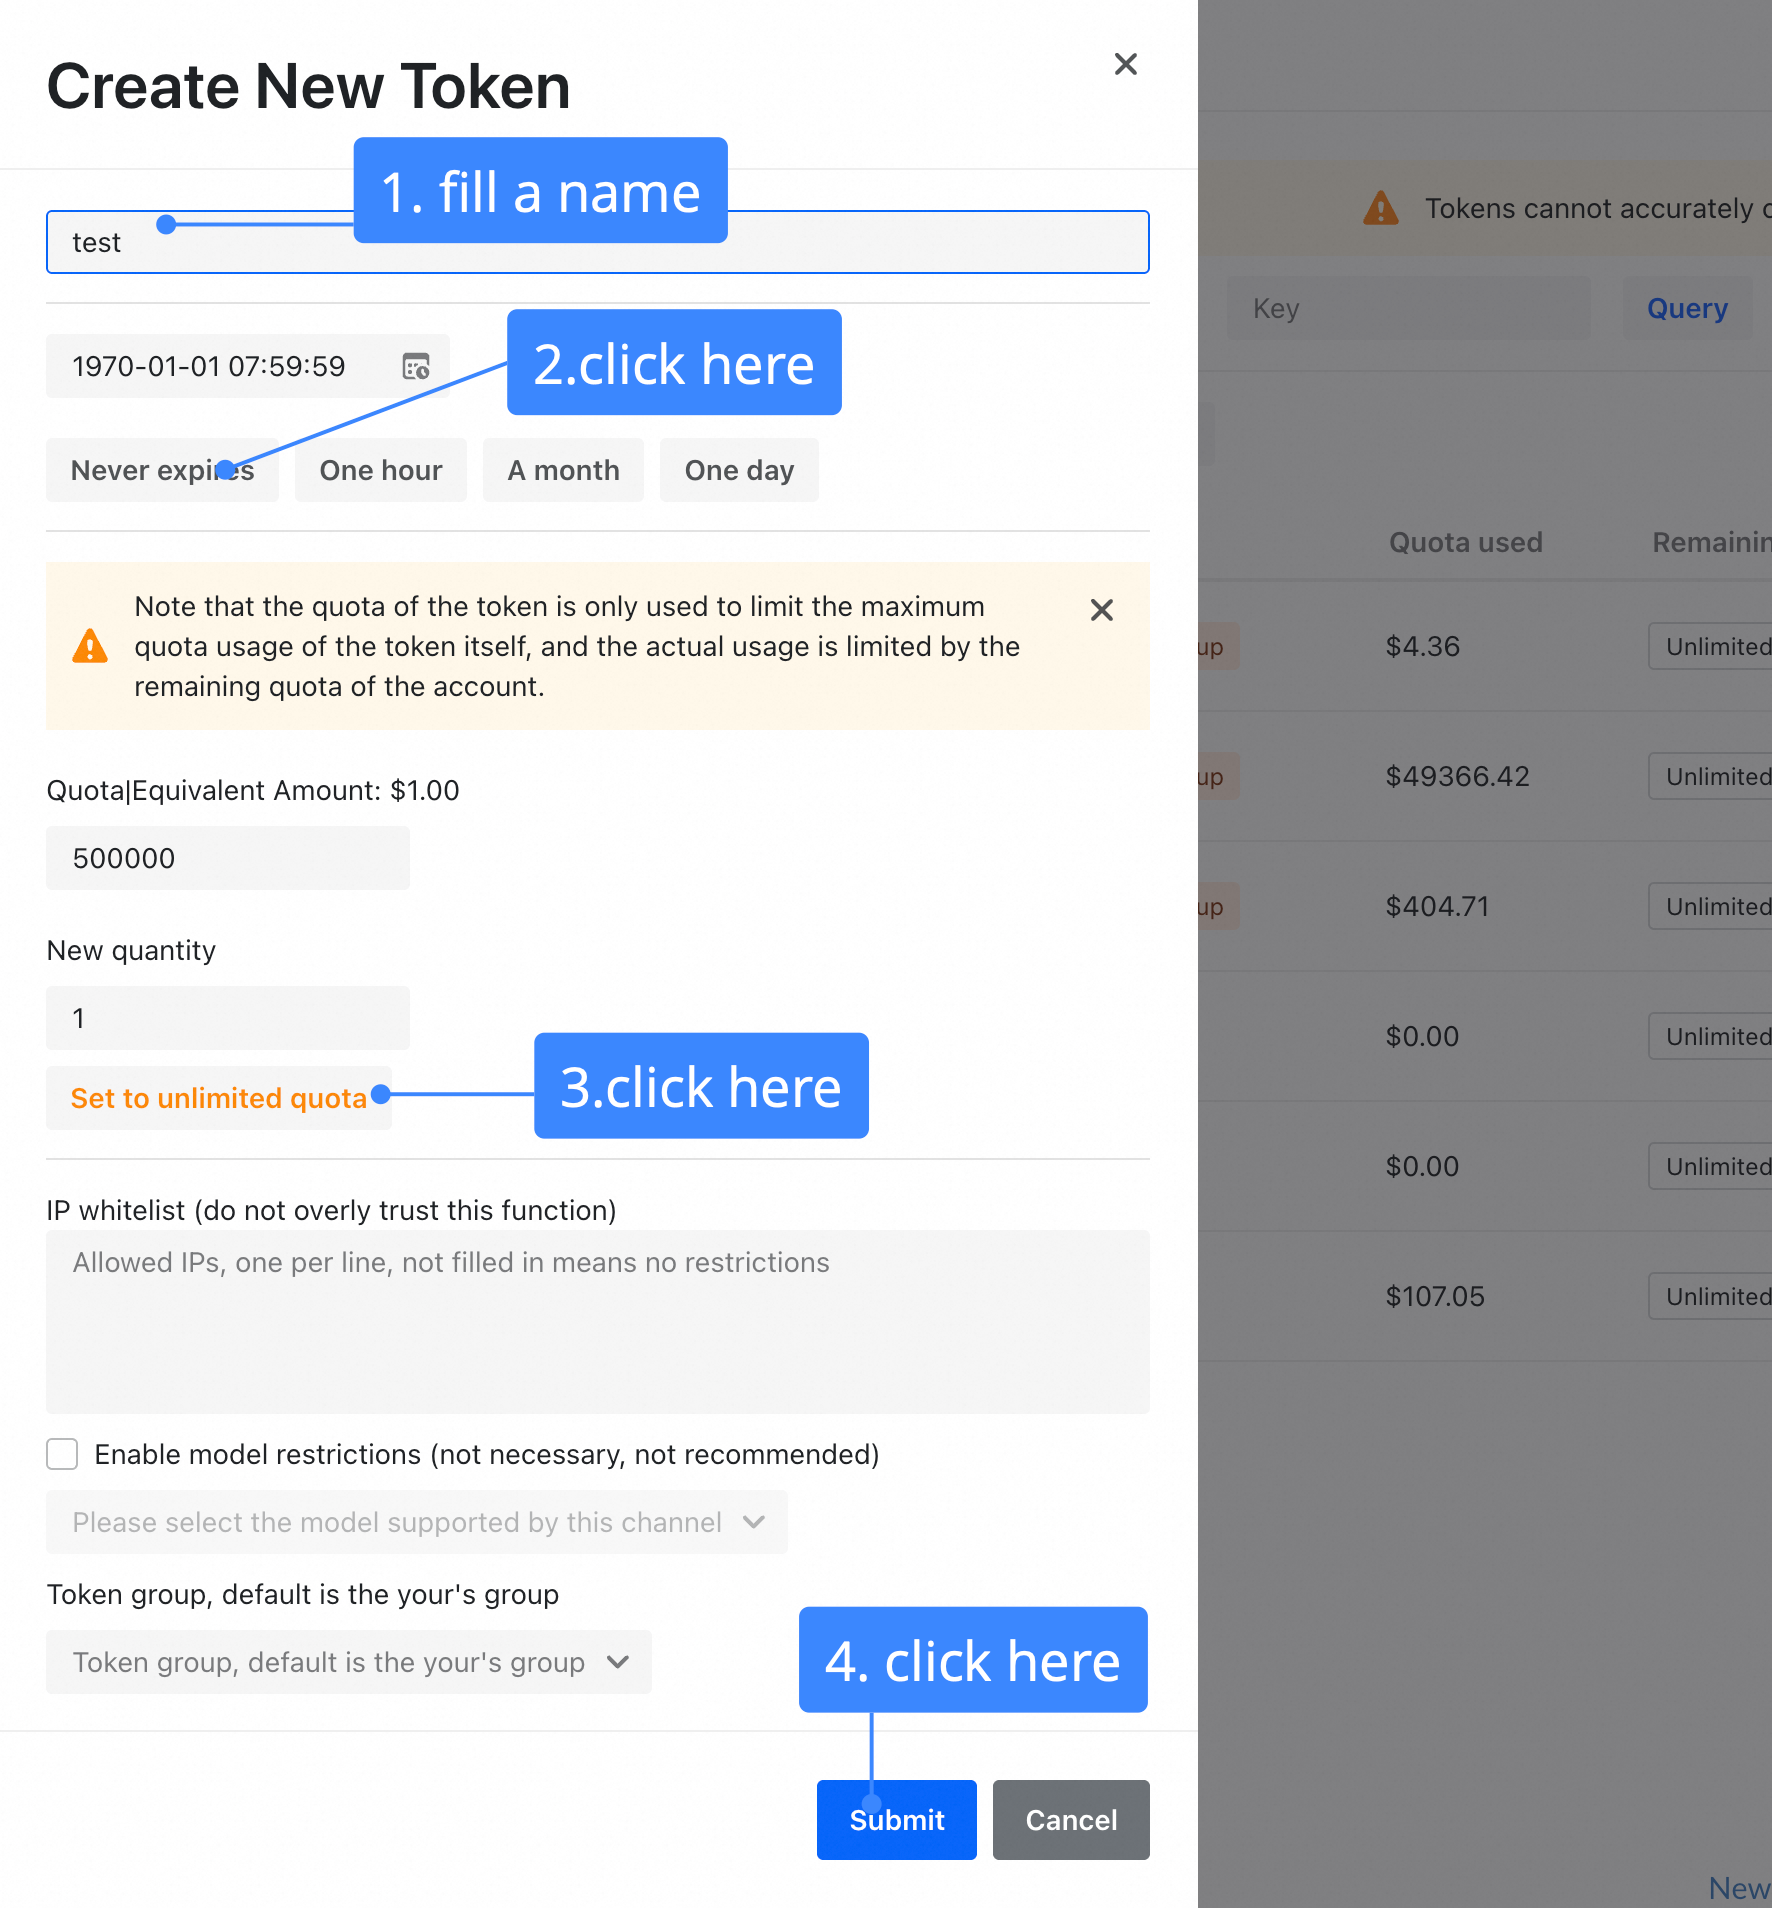 Create New Token
1. fill a name
test
2.click here
1970-01-01 07:59:59
Never expires
One hour
A month
One day
Note that the quota of the token is only used to limit the maximum
quota usage of the token itself, and the actual usage is limited by the
remaining quota of the account.
Quota|Equivalent Amount: $1.00
500000
New quantity
1
3.click here
Set to unlimited quota
IP whitelist (do not overly trust this function)
Allowed IPs, one per line, not filled in means no restrictions
Enable model restrictions (not necessary, not recommended)
Please select the model supported by this channel
Token group, default is the your's group
Token group, default is the your's group
4. click here
Submit
Cancel
Tokens cannot accurately
Key
Query
Quota used
Remainin
up
$4.36
Unlimited
up
$49366.42
Unlimited
up
$404.71
Unlimited
$0.00
Unlimited
$0.00
Unlimited
$107.05
Unlimited
New